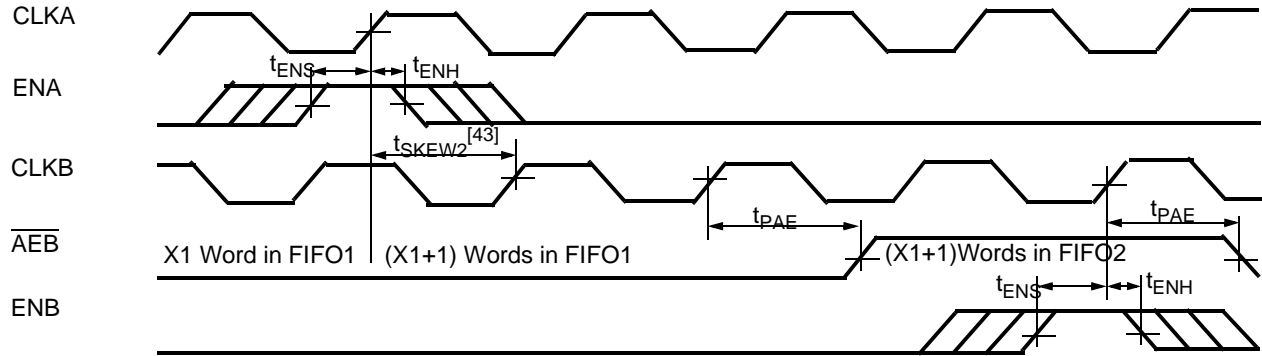 CLKA
tENS tENH
ENA
tSKEW2[43]
CLKB
tPAE tPAE
AEB
X1 Word in FIFO1 (X1+1) Words in FIFO1 (X1+1)Words in FIFO2
tENS tENH
ENB